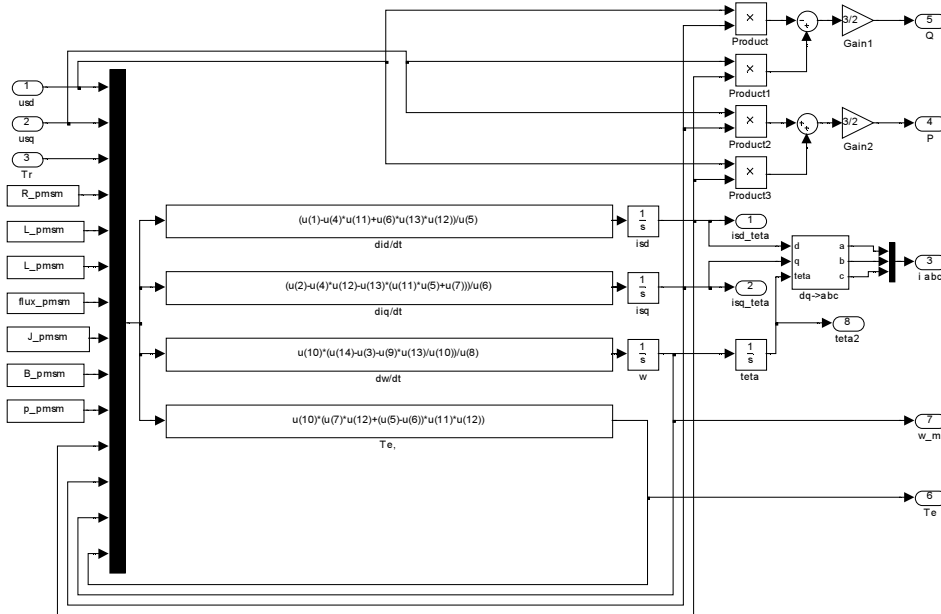 1
usd
2
usq
3
Tr
R_pmsm
L_pmsm
L_pmsm
flux_pmsm
J_pmsm
B_pmsm
p_pmsm
(u(1)-u(4)*u(11)+u(6)*u(13)*u(12))/u(5)
did/dt
(u(2)-u(4)*u(12)-u(13)*(u(11)*u(5)+u(7)))/u(6)
diq/dt
u(10)*(u(14)-u(3)-u(9)*u(13)/u(10))/u(8)
dw/dt
u(10)*(u(7)*u(12)+(u(5)-u(6))*u(11)*u(12))
Te,
1
s
isd
1
s
isq
1
s
w
1
s
teta
×
Product
×
Product1
×
Product2
×
Product3
-
+
3/2
Gain1
5
Q
+
+
3/2
Gain2
4
P
1
isd_teta
2
isq_teta
d
q
teta
a
b
c
dq->abc
3
i abc
8
teta2
7
w_m
6
Te